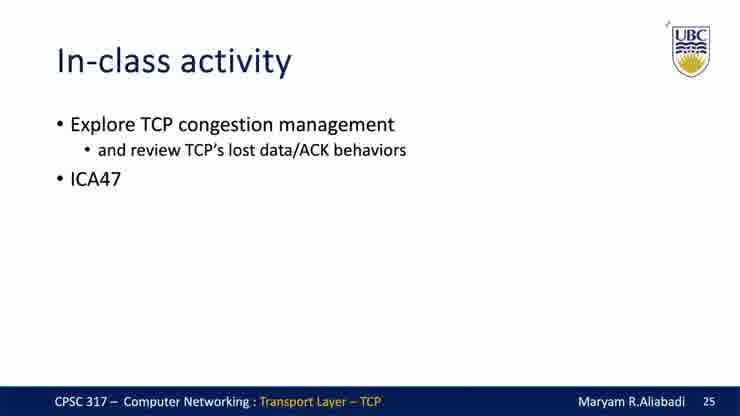 In-class activity
UBC
• Explore TCP congestion management
• and review TCP's lost data/ACK behaviors
• ICA47
CPSC 317 – Computer Networking : Transport Layer – TCP
Maryam R.Aliabadi 25